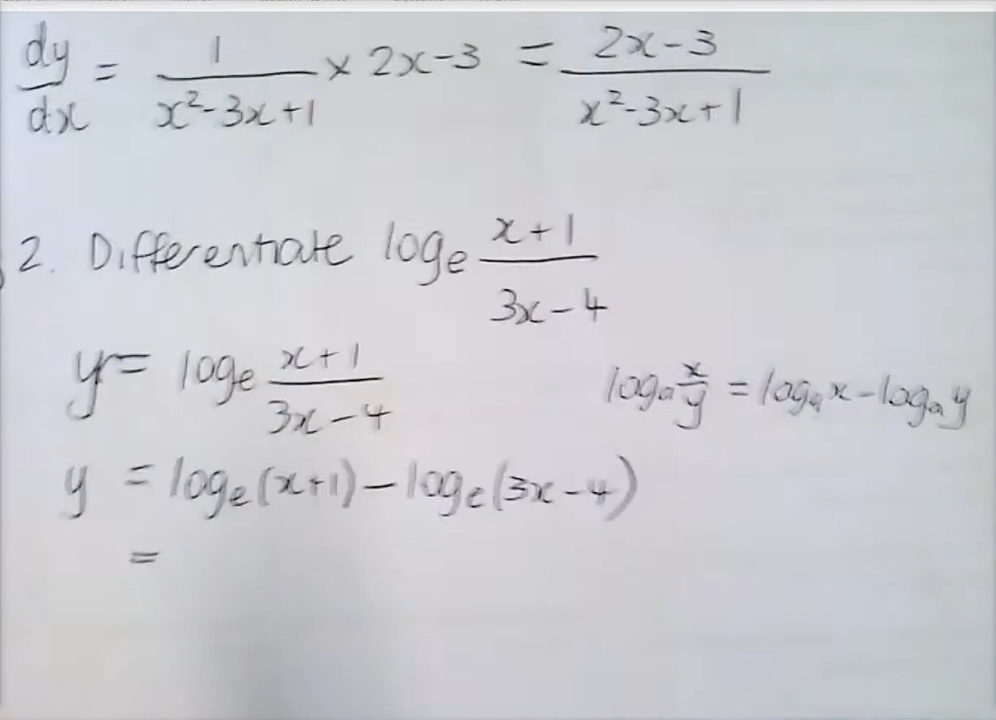 dy/dx = 1/(x²-3x+1) × 2x-3 = (2x-3)/(x²-3x+1)
2. Differentiate logₑ (x+1)/(3x-4)
y = logₑ (x+1)/(3x-4)
logₐ x/y = logₐ x - logₐ y
y = logₑ(x+1) - logₑ(3x-4)
=